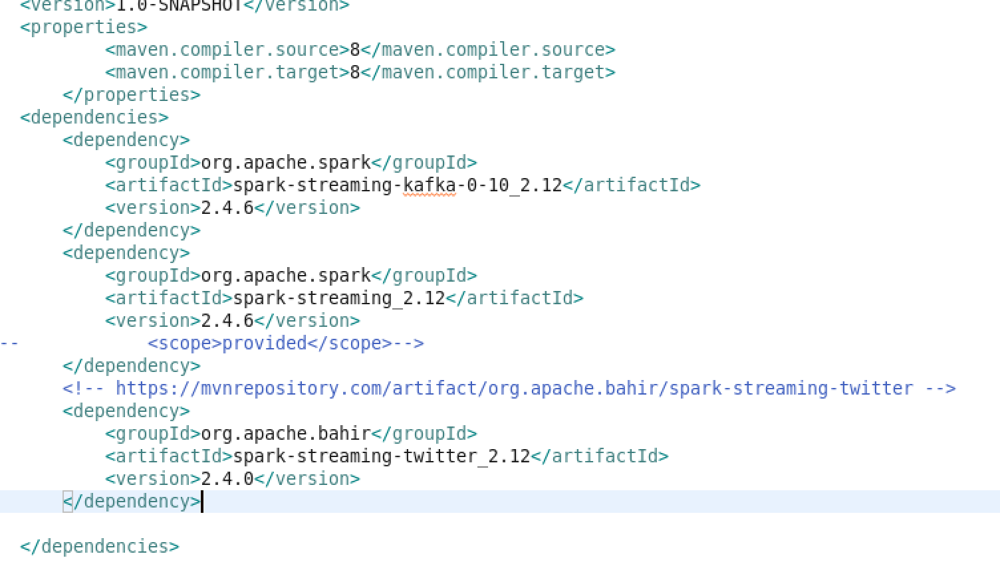 <version>1.0-SNAPSHOT</version>
<properties>
<maven.compiler.source>8</maven.compiler.source>
<maven.compiler.target>8</maven.compiler.target>
</properties>
<dependencies>
<dependency>
<groupId>org.apache.spark</groupId>
<artifactId>spark-streaming-kafka-0-10_2.12</artifactId>
<version>2.4.6</version>
</dependency>
<dependency>
<groupId>org.apache.spark</groupId>
<artifactId>spark-streaming_2.12</artifactId>
<version>2.4.6</version>
-- <scope>provided</scope>-->
</dependency>
<!-- https://mvnrepository.com/artifact/org.apache.bahir/spark-streaming-twitter -->
<dependency>
<groupId>org.apache.bahir</groupId>
<artifactId>spark-streaming-twitter_2.12</artifactId>
<version>2.4.0</version>
</dependency>
</dependencies>